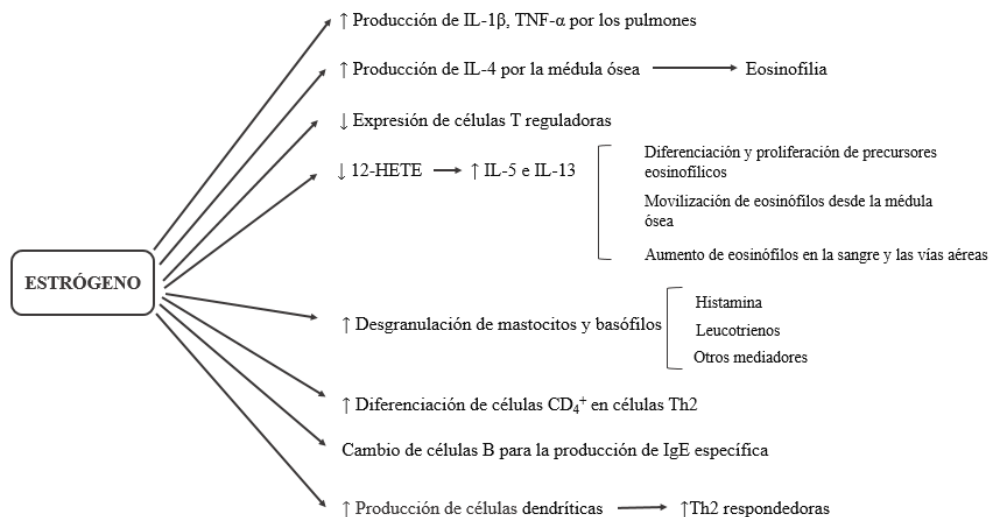 ↑ Producción de IL-1β, TNF-α por los pulmones
↑ Producción de IL-4 por la médula ósea
Eosinofilia
↓ Expresión de células T reguladoras
↓ 12-HETE
↑ IL-5 e IL-13
Diferenciación y proliferación de precursores
eosinofílicos
Movilización de eosinófilos desde la médula
ósea
Aumento de eosinófilos en la sangre y las vías aéreas
ESTRÓGENO
↑ Desgranulación de mastocitos y basófilos
Histamina
Leucotrienos
Otros mediadores
↑ Diferenciación de células CD₄⁺ en células Th2
Cambio de células B para la producción de IgE específica
↑ Producción de células dendríticas
↑Th2 respondedoras